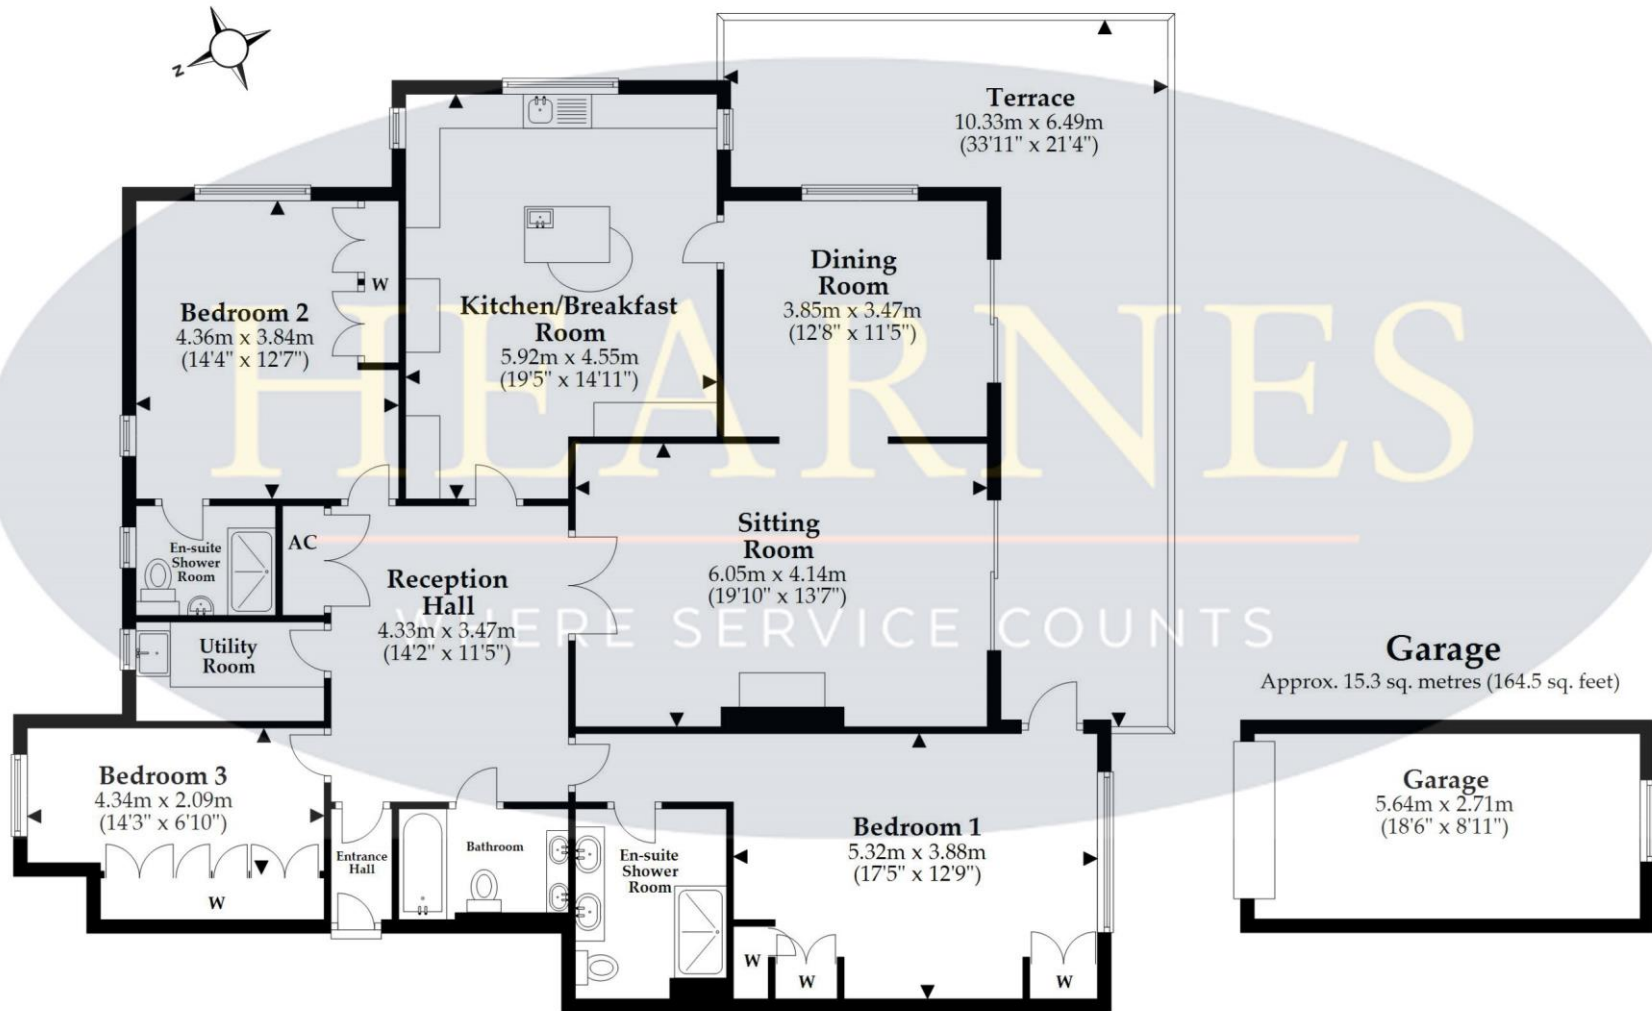 N
Terrace
10.33m x 6.49m
(33'11" x 21'4")
Bedroom 2
4.36m x 3.84m
(14'4" x 12'7")
W
Kitchen/Breakfast
Room
5.92m x 4.55m
(19'5" x 14'11")
Dining
Room
3.85m x 3.47m
(12'8" x 11'5")
HEARNES
En-suite
Shower
Room
AC
Reception
Hall
4.33m x 3.47m
(14'2" x 11'5")
Sitting
Room
6.05m x 4.14m
(19'10" x 13'7")
WHERE SERVICE COUNTS
Utility
Room
Garage
Approx. 15.3 sq. metres (164.5 sq. feet)
Bedroom 3
4.34m x 2.09m
(14'3" x 6'10")
W
Entrance
Hall
Bathroom
En-suite
Shower
Room
Bedroom 1
5.32m x 3.88m
(17'5" x 12'9")
W
W
W
Garage
5.64m x 2.71m
(18'6" x 8'11")